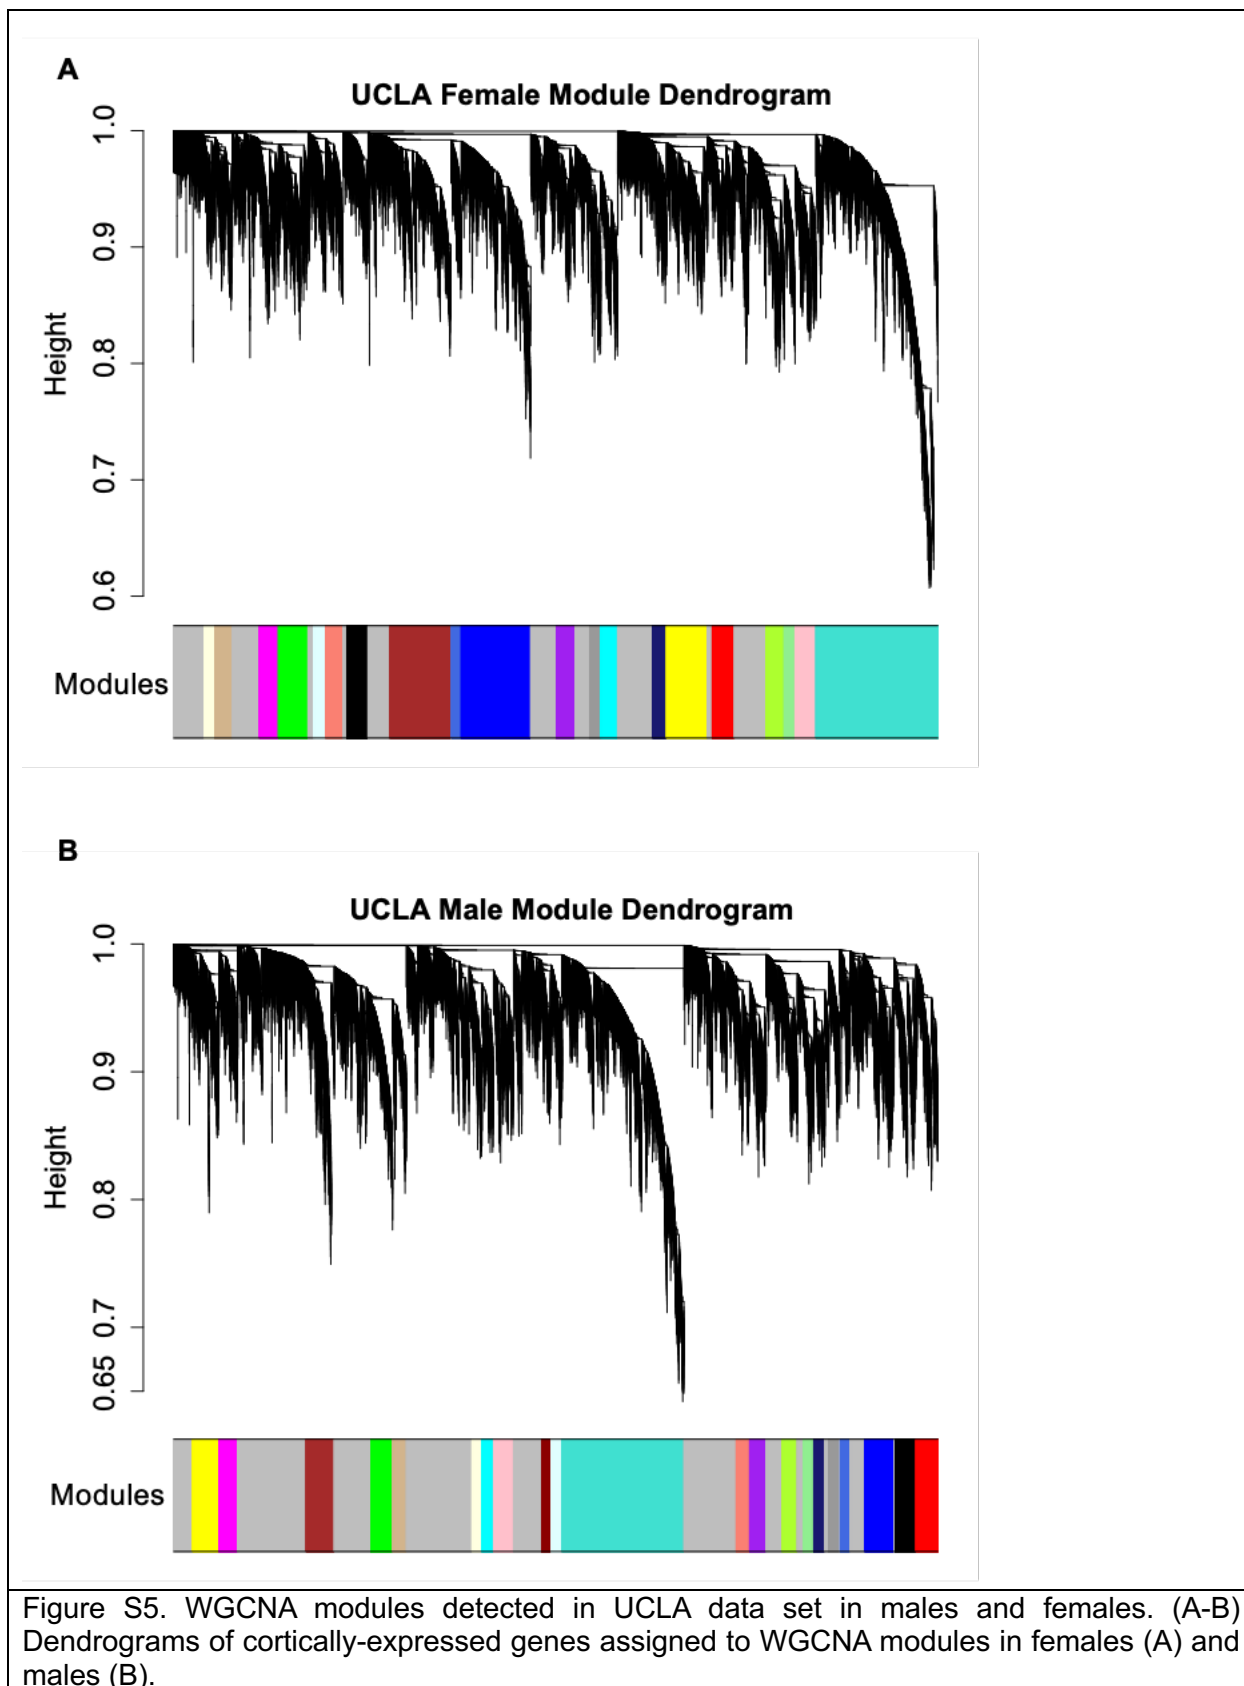 A
UCLA Female Module Dendrogram
Height
1.0
0.9
0.8
0.7
0.6
Modules
B
UCLA Male Module Dendrogram
Height
1.0
0.9
0.8
0.7
0.65
Modules
Figure S5. WGCNA modules detected in UCLA data set in males and females. (A-B)
Dendrograms of cortically-expressed genes assigned to WGCNA modules in females (A) and
males (B).